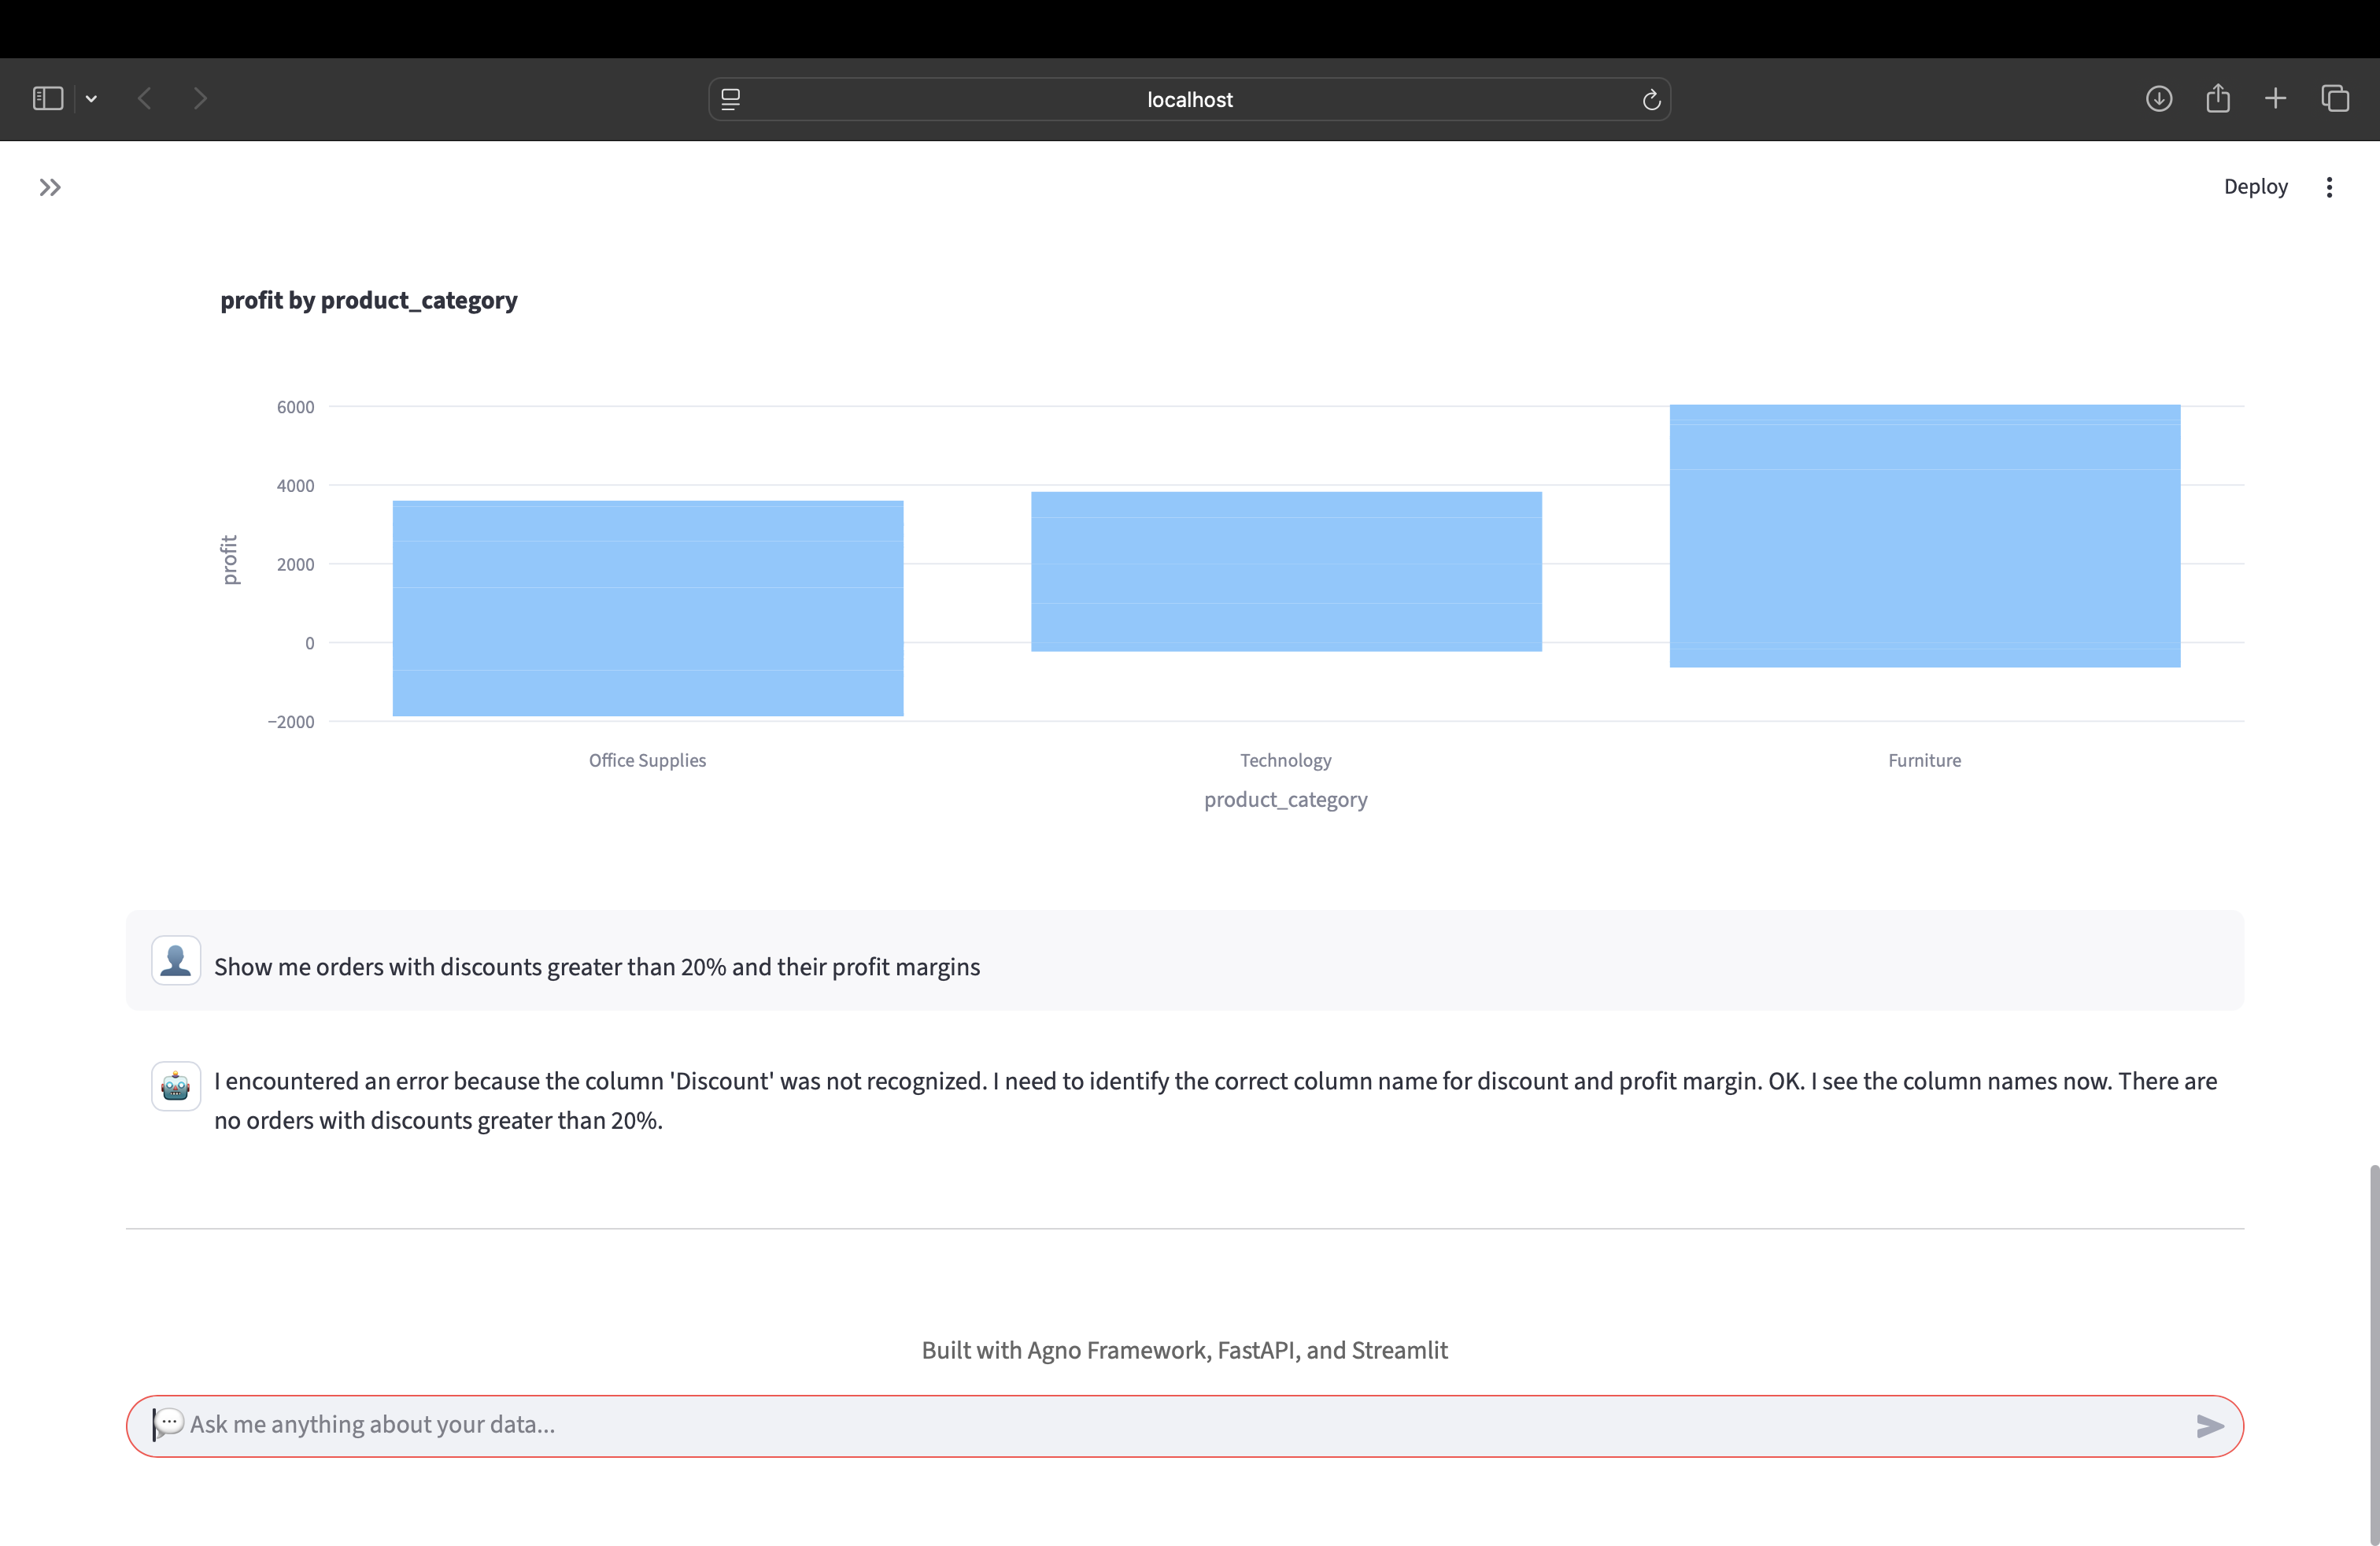 localhost
Deploy
profit by product_category
6000
4000
2000
0
−2000
profit
Office Supplies
Technology
Furniture
product_category
Show me orders with discounts greater than 20% and their profit margins
I encountered an error because the column 'Discount' was not recognized. I need to identify the correct column name for discount and profit margin. OK. I see the column names now. There are
no orders with discounts greater than 20%.
Built with Agno Framework, FastAPI, and Streamlit
Ask me anything about your data...